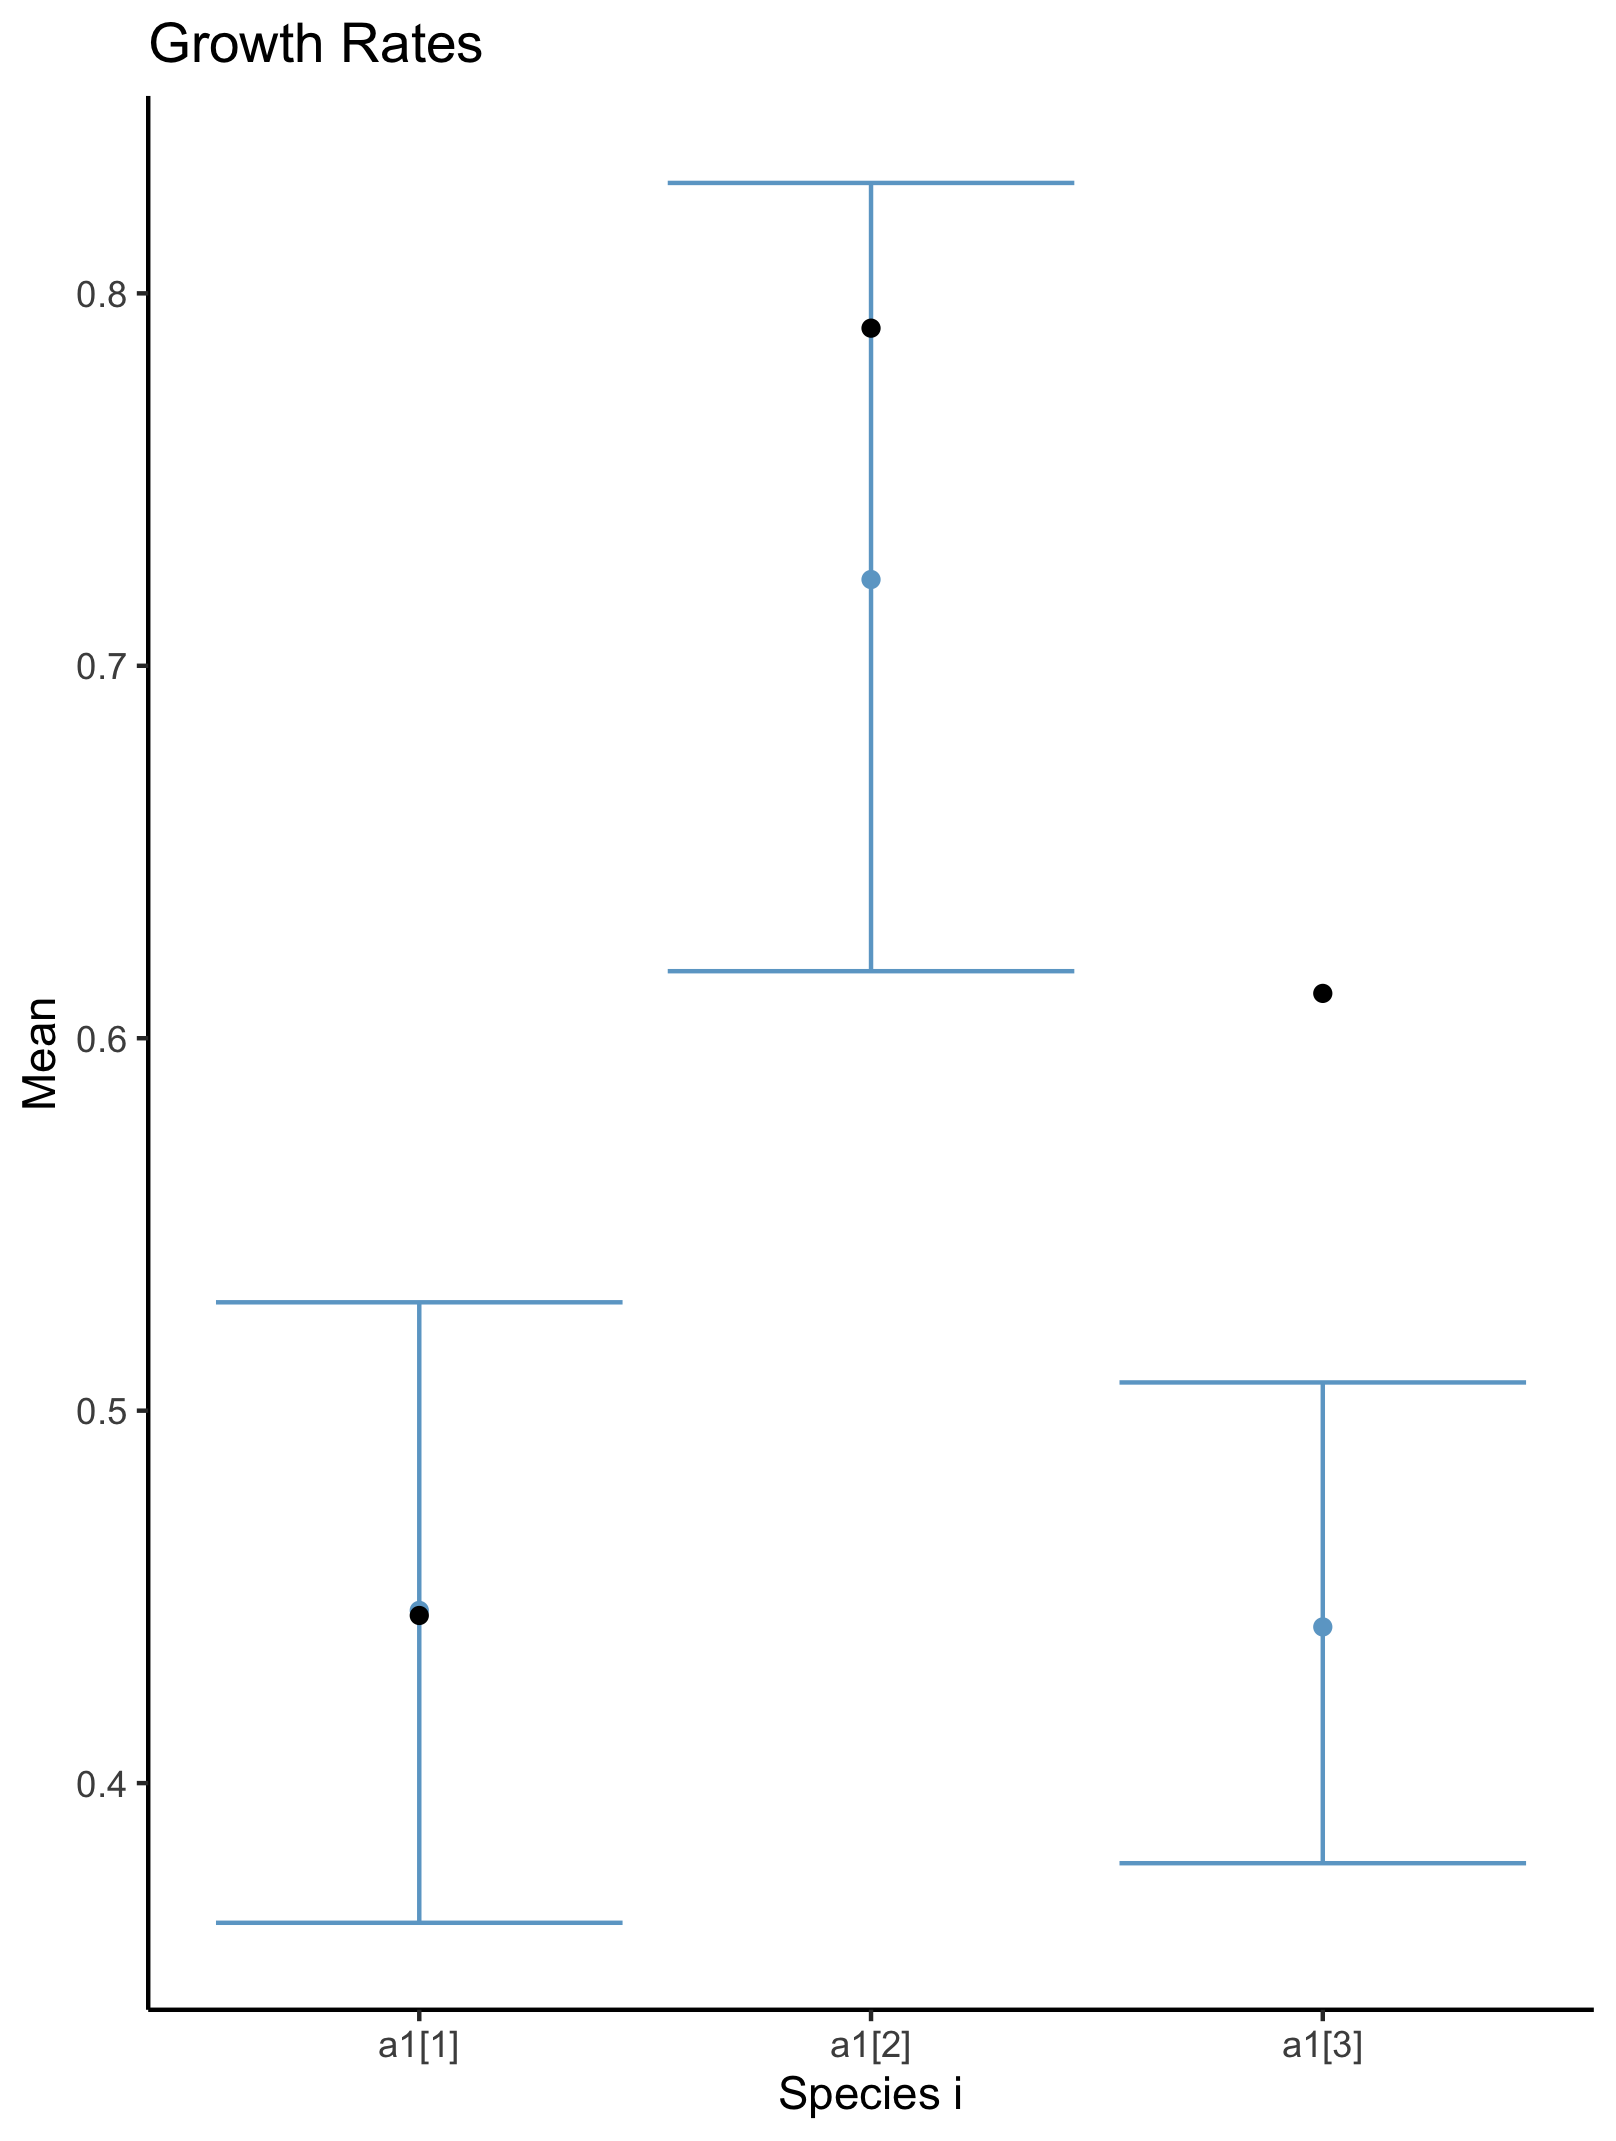 Growth Rates
Mean
0.8
0.7
0.6
0.5
0.4
a1[1] a1[2] a1[3]
Species i